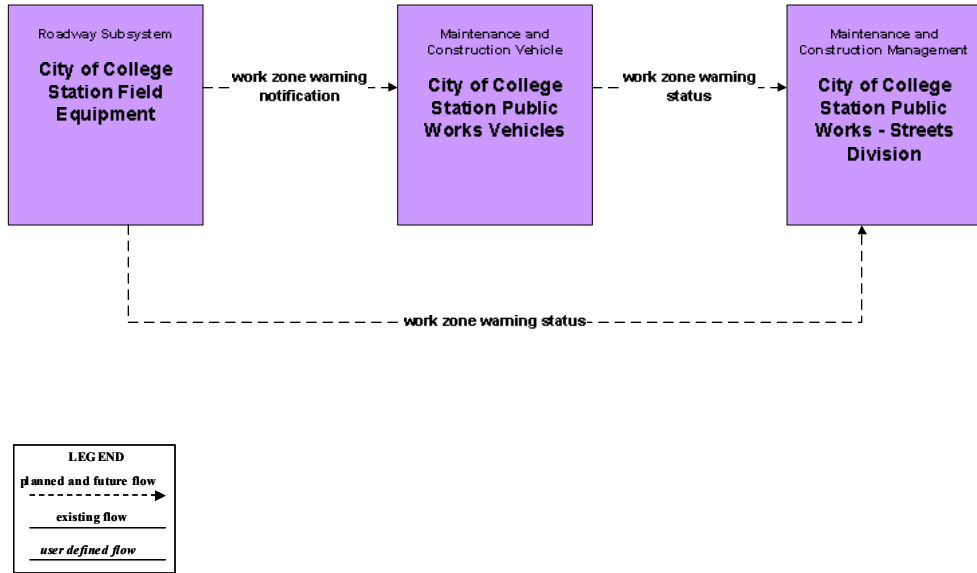 Roadway Subsystem
City of College
Station Field
Equipment
work zone warning
notification
Maintenance and
Construction Vehicle
City of College
Station Public
Works Vehicles
work zone warning
status
Maintenance and
Construction Management
City of College
Station Public
Works - Streets
Division
work zone warning status
LEGEND
planned and future flow
existing flow
user defined flow